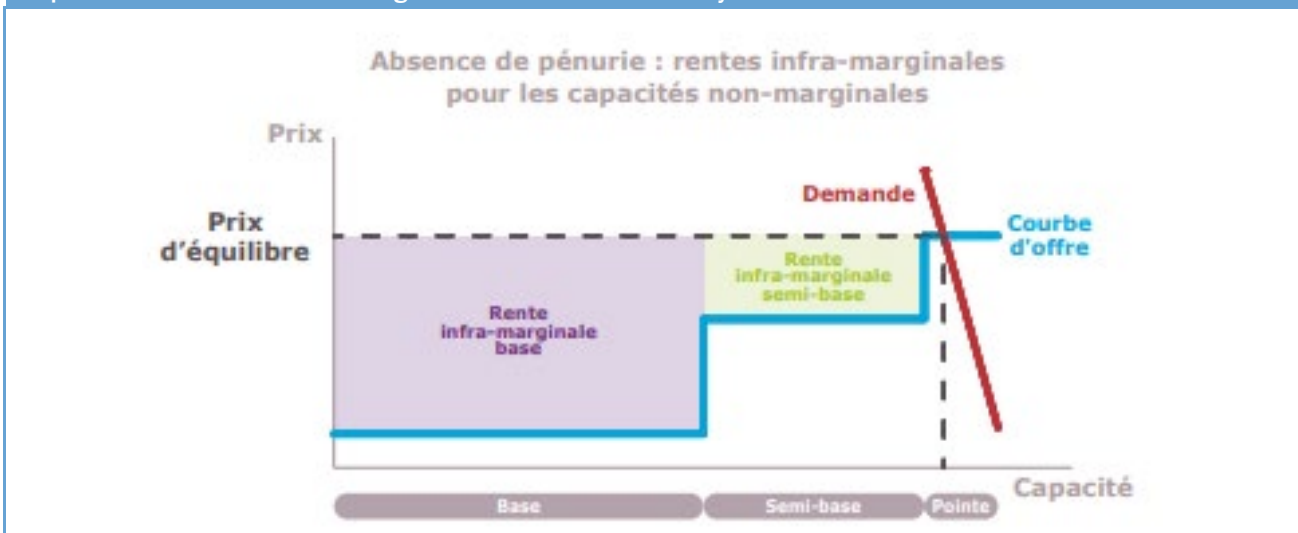 Absence de pénurie : rentes infra-marginales
pour les capacités non-marginales
Prix
Demande
Prix
d'équilibre
Courbe
d'offre
Rente
infra-marginale
semi-base
Rente
infra-marginale
base
Capacité
Base
Semi-base
Pointe